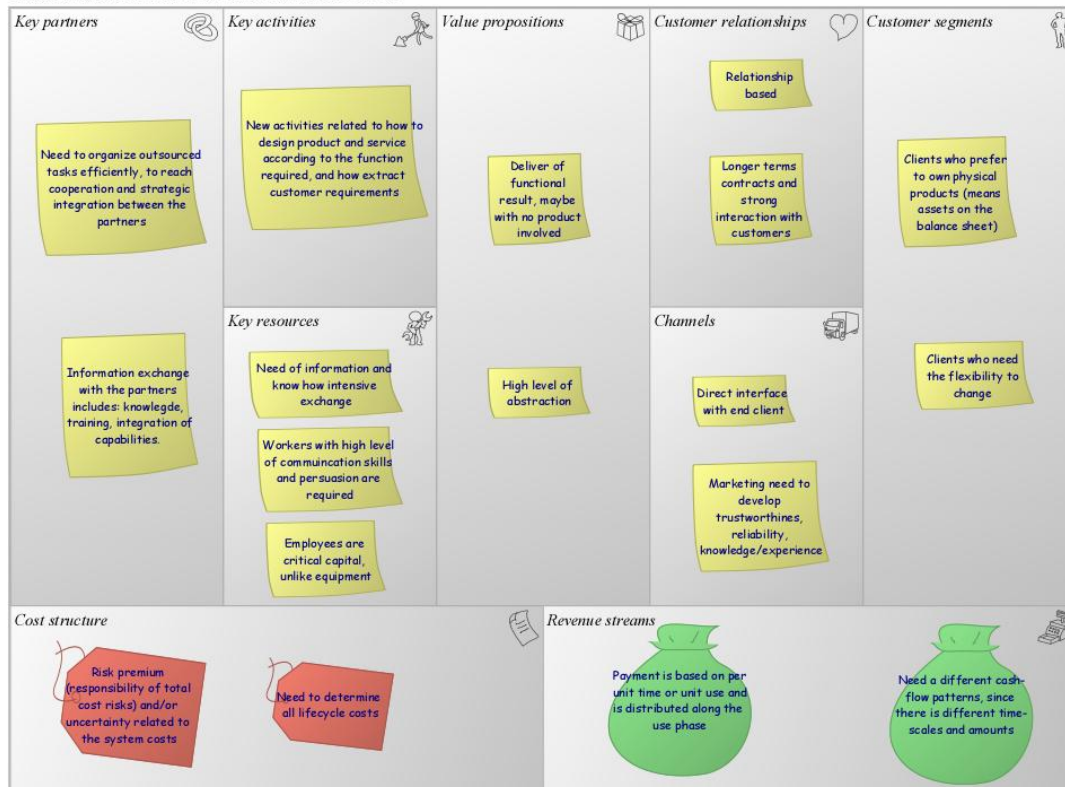 Key partners
Need to organize outsourced
tasks efficiently, to reach
cooperation and strategic
integration between the
partners
Information exchange
with the partners
includes: knowlegde,
training, integration of
capabilities.
Key activities
New activities related to how to
design product and service
according to the function
required, and how extract
customer requirements
Key resources
Need of information and
know how intensive
exchange
Workers with high level
of commuincation skills
and persuasion are
required
Employees are
critical capital,
unlike equipment
Value propositions
Deliver of
functional
result, maybe
with no product
involved
High level of
abstraction
Customer relationships
Relationship
based
Longer terms
contracts and
strong
interaction with
customers
Channels
Direct interface
with end client
Marketing need to
develop
trustworthines,
reliability,
knowledge/experience
Customer segments
Clients who prefer
to own physical
products (means
assets on the
balance sheet)
Clients who need
the flexibility to
change
Cost structure
Risk premium
(responsibility of total
cost risks) and/or
uncertainty related to
the system costs
Need to determine
all lifecycle costs
Revenue streams
Payment is based on per
unit time or unit use and
is distributed along the
use phase
Need a different cash-
flow patterns, since
there is different time-
scales and amounts